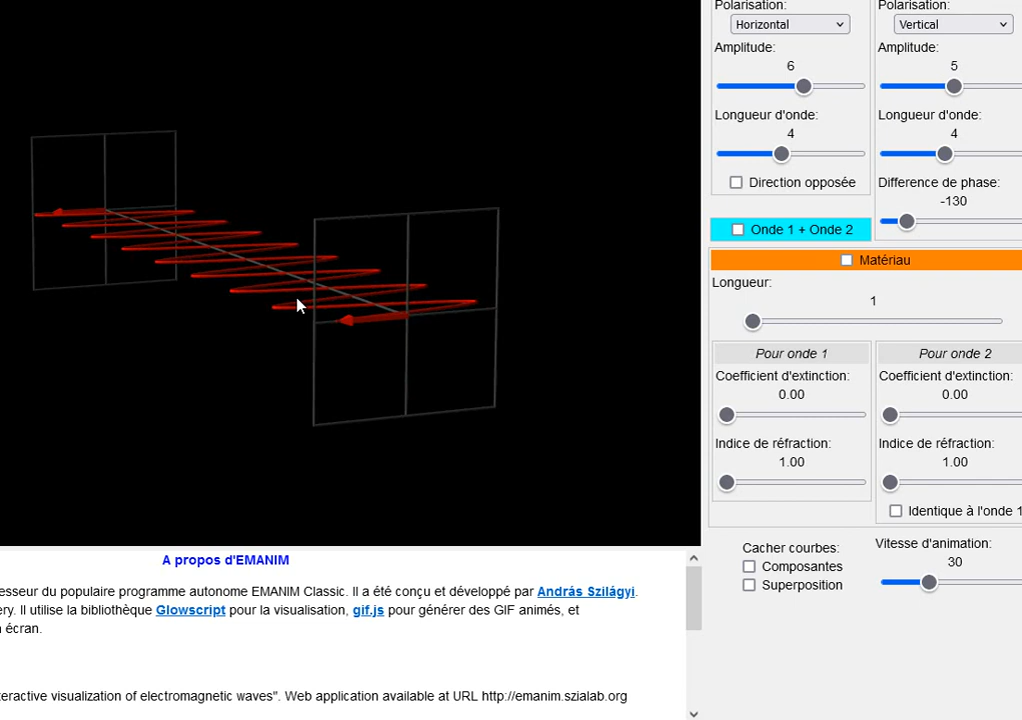 Polarisation:
Horizontal
Amplitude:
6
Longueur d'onde:
4
Direction opposée
Polarisation:
Vertical
Amplitude:
5
Longueur d'onde:
4
Difference de phase:
-130
Onde 1 + Onde 2
Matériau
Longueur:
1
Pour onde 1
Coefficient d'extinction:
0.00
Indice de réfraction:
1.00
Pour onde 2
Coefficient d'extinction:
0.00
Indice de réfraction:
1.00
Identique à l'onde 1
Cacher courbes:
Composantes
Superposition
Vitesse d'animation:
30
A propos d'EMANIM
esseur du populaire programme autonome EMANIM Classic. Il a été conçu et développé par András Szilágyi.
ery. Il utilise la bibliothèque Glowscript pour la visualisation, gif.js pour générer des GIF animés, et
écran.
teractive visualization of electromagnetic waves". Web application available at URL http://emanim.szialab.org